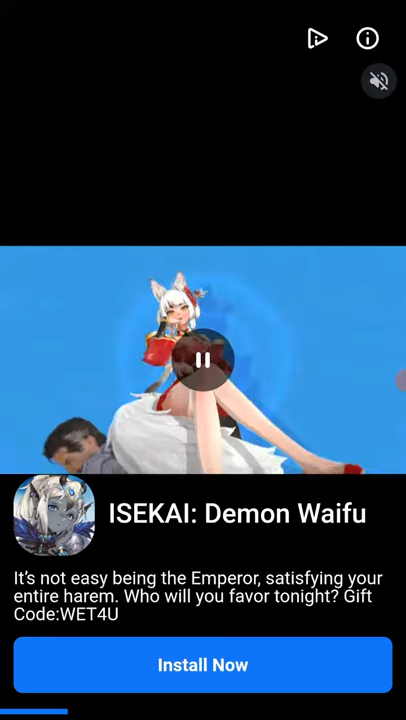 ISEKAI: Demon Waifu
It’s not easy being the Emperor, satisfying your
entire harem. Who will you favor tonight? Gift
Code:WET4U
Install Now